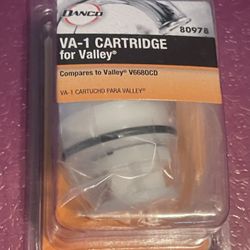 DANCO
80978
VA-1 CARTRIDGE
for Valley®
Compares to Valley® V6680CD
VA-1 CARTUCHO PARA VALLEY®